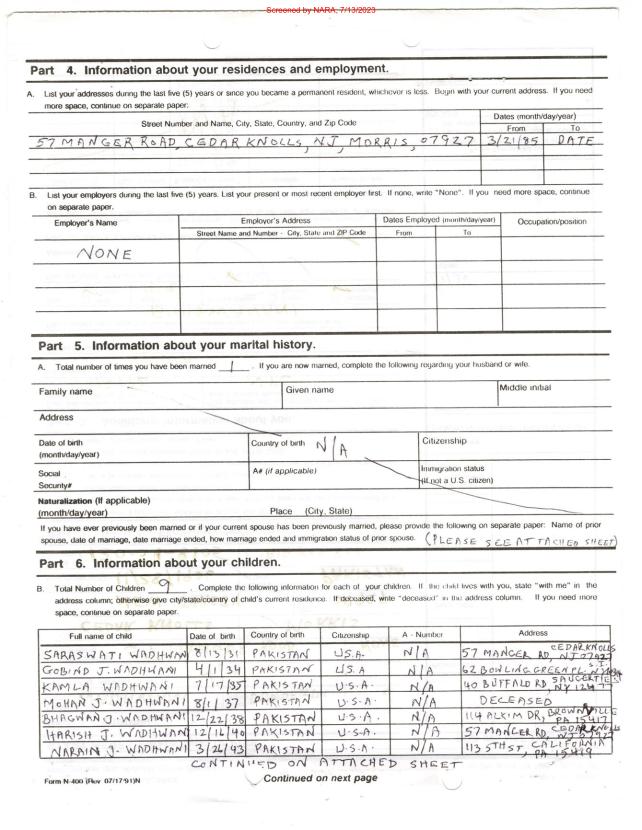 Screened by NARA, 7/13/2023
Part 4. Information about your residences and employment.
A. List your addresses during the last five (5) years or since you became a permanent resident, whichever is less. Begin with your current address. If you need
more space, continue on separate paper:
Street Number and Name, City, State, Country, and Zip Code
Dates (month/day/year)
From To
57 MANGER ROAD, CEDAR KNOLLS, NJ, MORRIS, 07927 3/21/85 DATE
B. List your employers during the last five (5) years. List your present or most recent employer first. If none, write "None". If you need more space, continue
on separate paper.
Employer's Name Employer's Address Dates Employed (month/day/year) Occupation/position
Street Name and Number - City, State and ZIP Code From To
NONE
Part 5. Information about your marital history.
A. Total number of times you have been married 1 . If you are now married, complete the following regarding your husband or wife.
Family name Given name Middle initial
Address
Date of birth
(month/day/year) Country of birth N/A Citizenship
Social
Security# A# (if applicable) Immigration status
(If not a U.S. citizen)
Naturalization (If applicable)
(month/day/year) Place (City, State)
If you have ever previously been married or if your current spouse has been previously married, please provide the following on separate paper: Name of prior
spouse, date of marriage, date marriage ended, how marriage ended and immigration status of prior spouse. (PLEASE SEE ATTACHED SHEET)
Part 6. Information about your children.
B. Total Number of Children 9 . Complete the following information for each of your children. If the child lives with you, state "with me" in the
address column; otherwise give city/state/country of child's current residence. If deceased, write "deceased" in the address column. If you need more
space, continue on separate paper.
Full name of child Date of birth Country of birth Citizenship A - Number Address
SARASWATI WADHWANI 8/13/31 PAKISTAN U.S.A. N/A 57 MANGER RD, CEDAR KNOLLS NJ 07927
GOBIND J. WADHWANI 4/1/34 PAKISTAN U.S.A N/A 62 BOWLING GREEN PL. S.I.
KAMLA WADHWANI 7/17/35 PAKISTAN U.S.A. N/A 40 BUFFALO RD, SAUGERTIES NY
MOHAN J. WADHWANI 8/1/37 PAKISTAN U.S.A. N/A DECEASED
BHAGWAN J. WADHWANI 12/22/38 PAKISTAN U.S.A. N/A 114 ALKIM DR, BROWNVILLE PA 15417
HARISH J. WADHWANI 12/16/40 PAKISTAN U.S.A. N/A 57 MANGER RD, CEDAR KNOLLS NJ 07927
NARAIN J. WADHWANI 3/26/43 PAKISTAN U.S.A. N/A 113 5TH ST, CALIFORNIA PA 15419
CONTINUED ON ATTACHED SHEET
Form N-400 (Rev 07/17/91)N Continued on next page